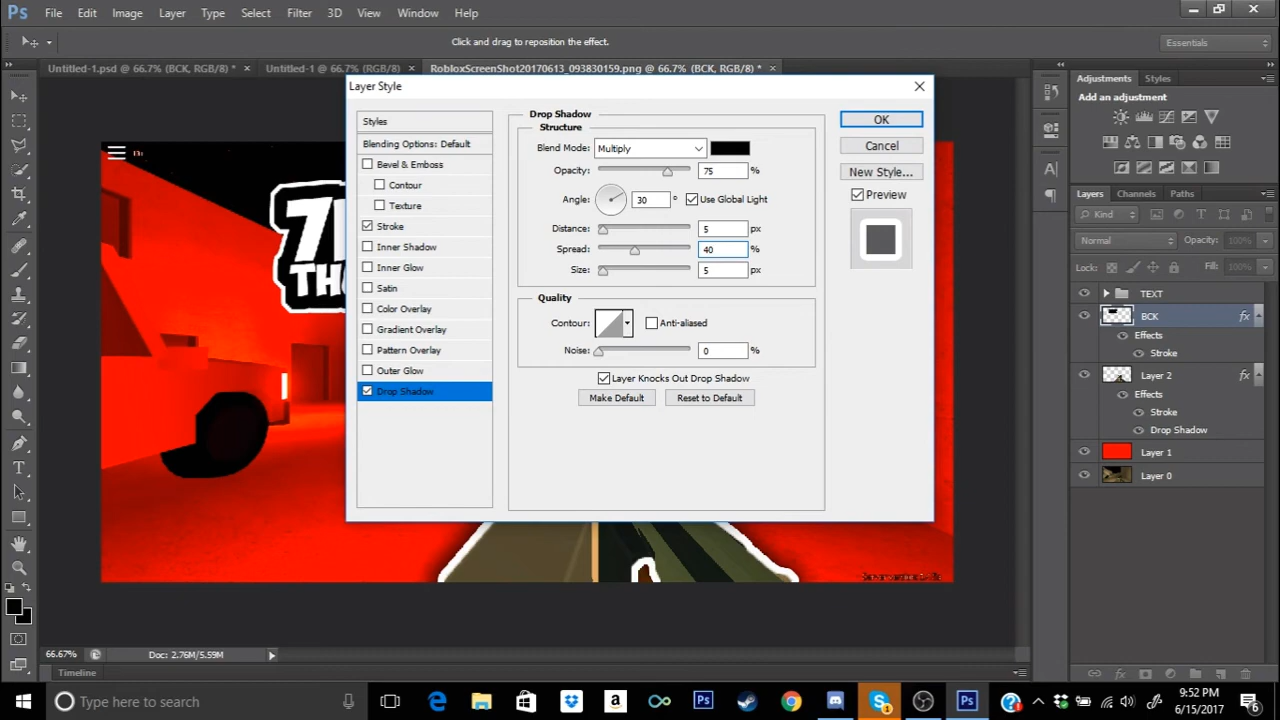 Ps File Edit Image Layer Type Select Filter 3D View Window Help
Click and drag to reposition the effect.
Essentials
Untitled-1.psd @ 66.7% (BCK, RGB/8) * ×
Untitled-1 @ 66.7% (RGB/8) ×
RobloxScreenShot20170613_093830159.png @ 66.7% (BCK, RGB/8) * ×
Layer Style
Styles
Blending Options: Default
Bevel & Emboss
Contour
Texture
Stroke
Inner Shadow
Inner Glow
Satin
Color Overlay
Gradient Overlay
Pattern Overlay
Outer Glow
Drop Shadow
Drop Shadow
Structure
Blend Mode: Multiply
Opacity: 75 %
Angle: 30 ° Use Global Light
Distance: 5 px
Spread: 40 %
Size: 5 px
Quality
Contour: Anti-aliased
Noise: 0 %
Layer Knocks Out Drop Shadow
Make Default Reset to Default
OK
Cancel
New Style...
Preview
Adjustments Styles
Add an adjustment
Layers Channels Paths
Kind
Normal Opacity:
Lock: Fill:
TEXT
BCK fx
Effects
Stroke
Layer 2 fx
Effects
Stroke
Drop Shadow
Layer 1
Layer 0
66.67% Doc: 2.76M/5.59M
Timeline
Type here to search
9:52 PM
6/15/2017